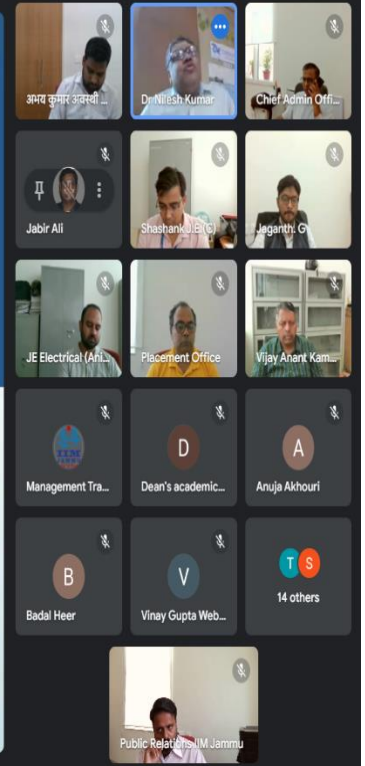 अभय कुमार अवस्थी ...
Dr Nilesh Kumar
Chief Admin Offi...
Jabir Ali
Shashank J.E.(C)
Jaganth. G
JE Electrical (Ani...
Placement Office
Vijay Anant Kam...
IIM
Management Tra...
D
Dean's academic...
A
Anuja Akhouri
B
Badal Heer
V
Vinay Gupta Web...
T S
14 others
Public Relations IIM Jammu